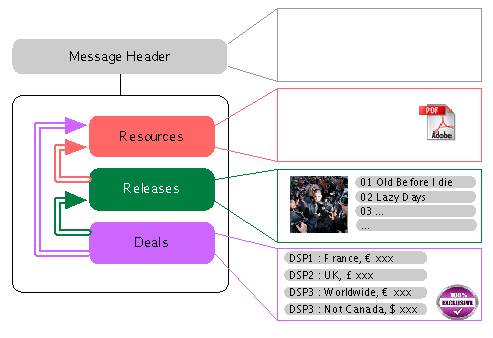 Message Header
Resources
PDF
Adobe
Releases
01 Old Before I die
02 Lazy Days
03 ...
...
Deals
DSP1 : France, € xxx
DSP2 : UK, £ xxx
DSP3 : Worldwide, € xxx
DSP3 : Not Canada, $ xxx
100%
EXCLUSIVE